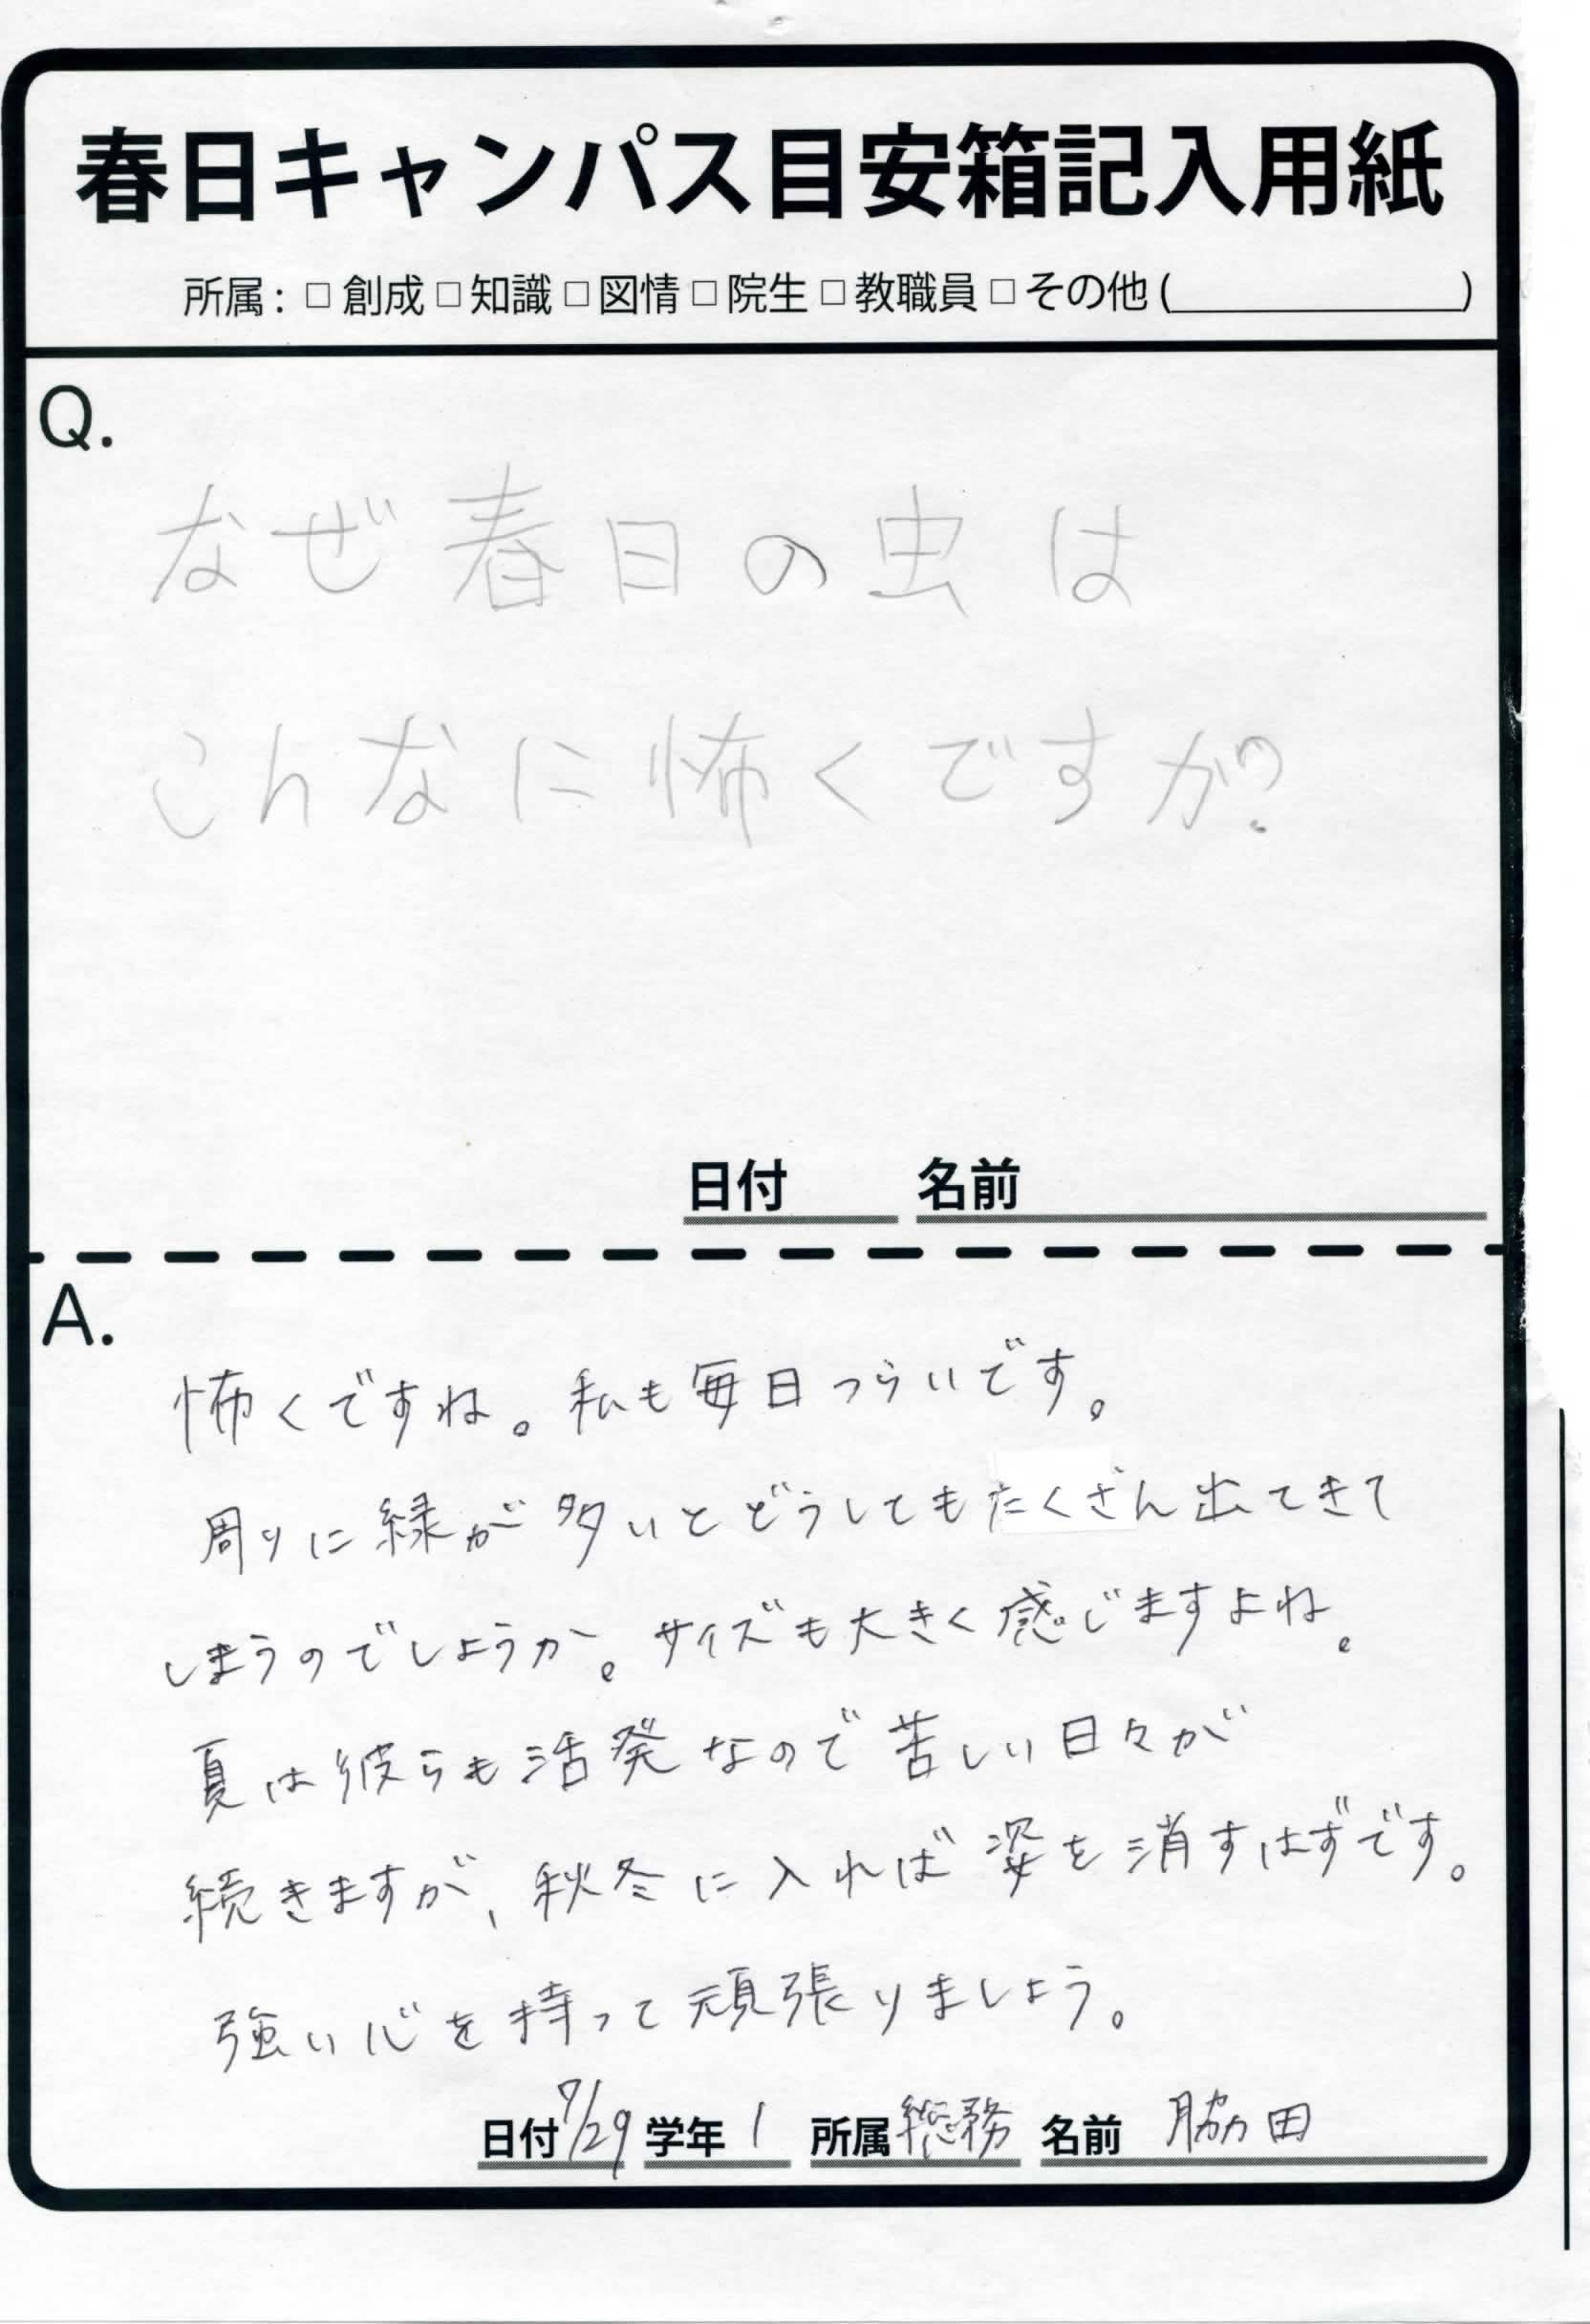 春日キャンパス目安箱記入用紙
所属：□ 創成 □ 知識 □ 図情 □ 院生 □ 教職員 □ その他 (　　　　　)
Q.
なぜ春日の虫は
こんなに怖くですか?
日付　　名前
A.
怖くですね。私も毎日つらいです。
周りに緑が多いとどうしてもたくさん出てきて
しまうのでしょうか。サイズも大きく感じますよね。
夏は彼らも活発なので苦しい日々が
続きますが、秋冬に入れば姿を消すはずです。
強い心を持って頑張りましょう。
日付 7/29 学年 1 所属 総務 名前 脇田